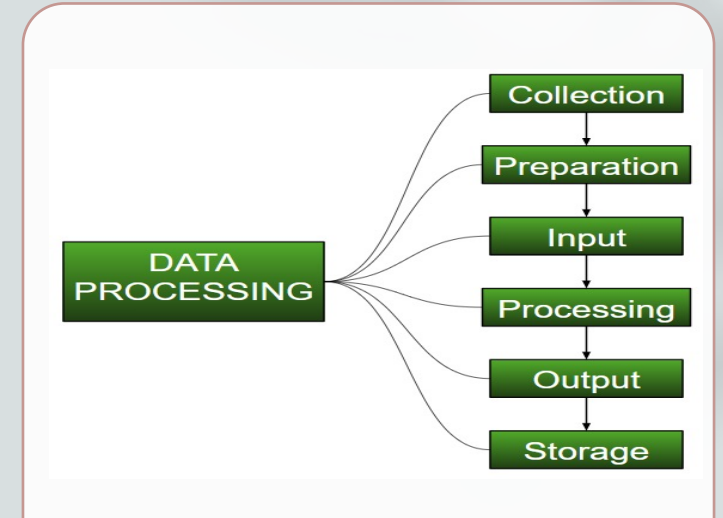 DATA
PROCESSING
Collection
Preparation
Input
Processing
Output
Storage